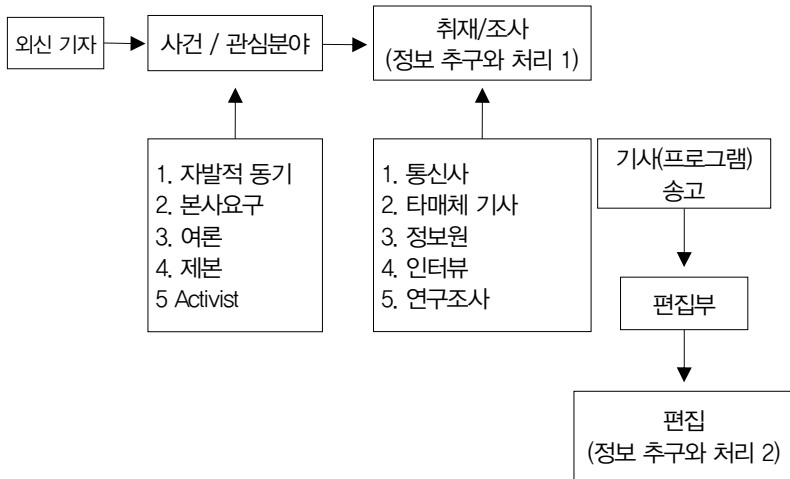 외신 기자
사건 / 관심분야
취재/조사
(정보 추구와 처리 1)
1. 자발적 동기
2. 본사요구
3. 여론
4. 제본
5 Activist
1. 통신사
2. 타매체 기사
3. 정보원
4. 인터뷰
5. 연구조사
기사(프로그램)
송고
편집부
편집
(정보 추구와 처리 2)